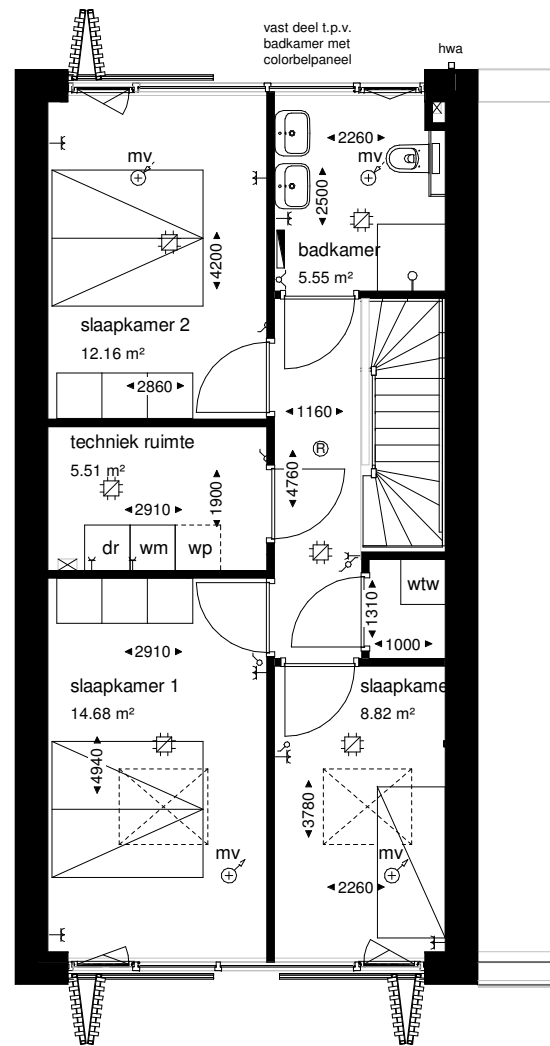 vast deel t.p.v.
badkamer met
colorbelpaneel
hwa
mv
2260
mv
2500
4200
badkamer
5.55 m²
slaapkamer 2
12.16 m²
2860
1160
R
techniek ruimte
5.51 m²
4760
2910
1900
dr
wm
wp
wtw
1310
1000
2910
slaapkamer 1
14.68 m²
slaapkame
8.82 m²
4940
3780
mv
mv
2260